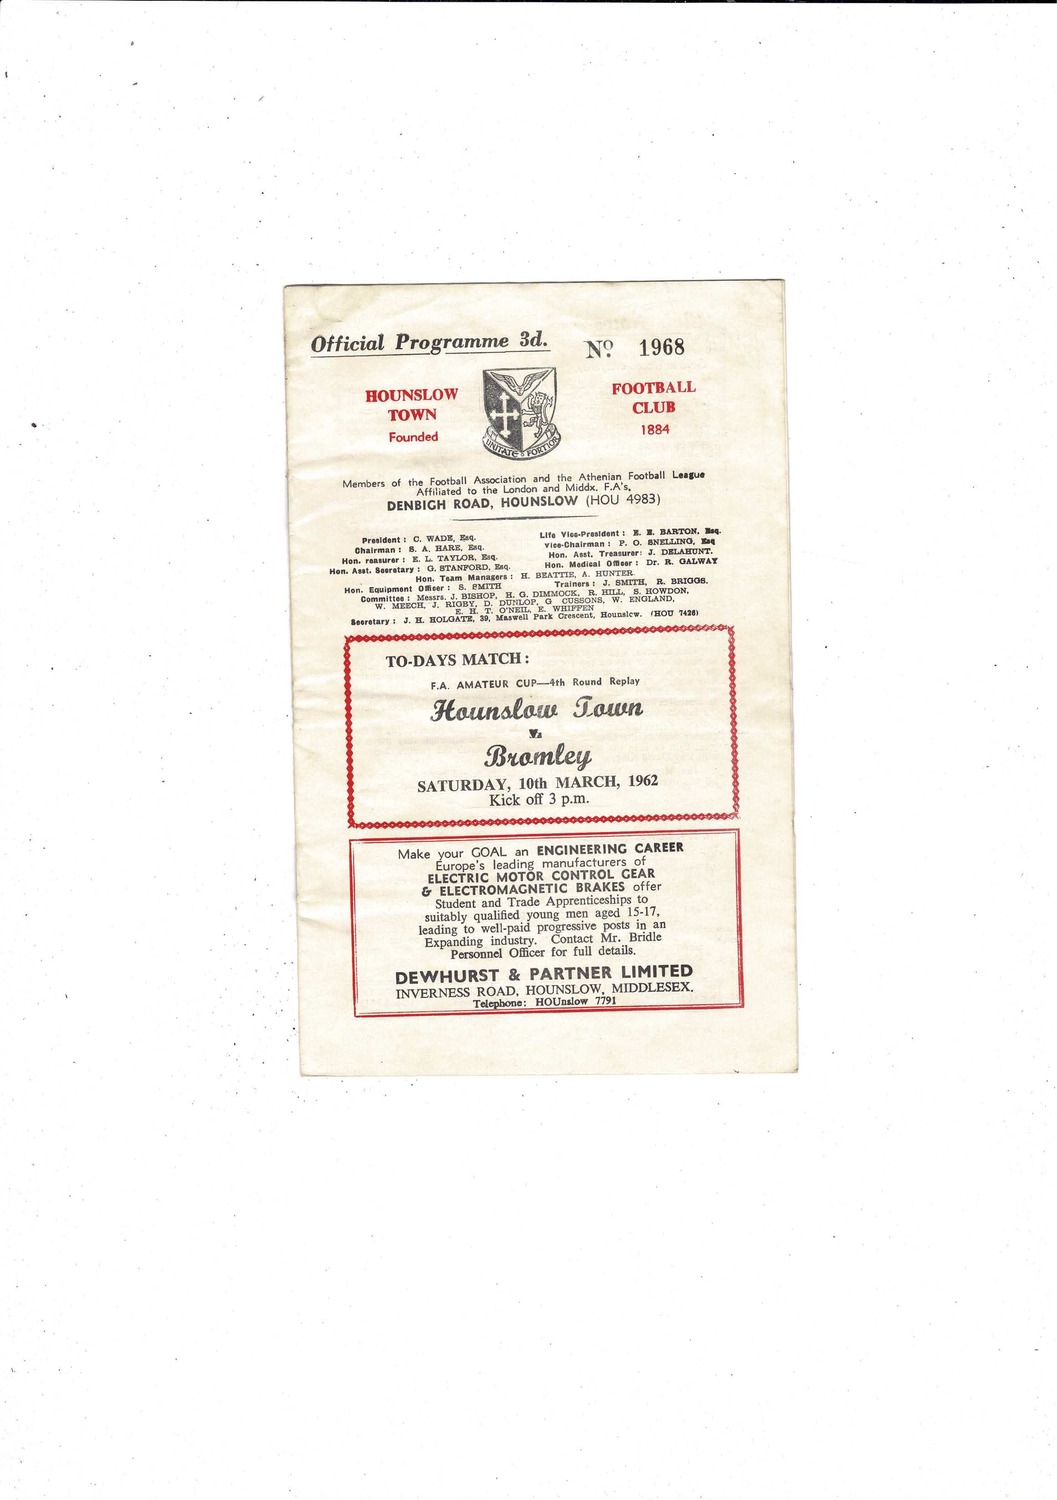 Official Programme 3d.
Nº 1968
HOUNSLOW
TOWN
Founded
FOOTBALL
CLUB
1884
UNITATE FORTIOR
Members of the Football Association and the Athenian Football League
Affiliated to the London and Middx. F.A's.
DENBIGH ROAD, HOUNSLOW (HOU 4983)
President : C. WADE, Esq.
Life Vice-President : E. E. BARTON, Esq.
Chairman : S. A. HARE, Esq.
Vice-Chairman : P. O. SNELLING, Esq
Hon. reasurer : E. L. TAYLOR, Esq.
Hon. Asst. Treasurer: J. DELAHUNT.
Hon. Asst. Secretary : G. STANFORD, Esq.
Hon. Medical Officer : Dr. R. GALWAY
Hon. Team Managers : H. BEATTIE, A. HUNTER
Hon. Equipment Officer : S. SMITH
Trainers : J. SMITH, R. BRIGGS.
Committee : Messrs. J. BISHOP, H. G. DIMMOCK, R. HILL, S. HOWDON,
W. MEECH, J. RIGBY, D. DUNLOP, G CUSSONS, W. ENGLAND,
E. H. T. O'NEIL, E. WHIFFEN
Secretary : J. H. HOLGATE, 39, Maswell Park Crescent, Hounslow. (HOU 7426)
TO-DAYS MATCH :
F.A. AMATEUR CUP—4th Round Replay
Hounslow Town
Vs
Bromley
SATURDAY, 10th MARCH, 1962
Kick off 3 p.m.
Make your GOAL an ENGINEERING CAREER
Europe's leading manufacturers of
ELECTRIC MOTOR CONTROL GEAR
& ELECTROMAGNETIC BRAKES offer
Student and Trade Apprenticeships to
suitably qualified young men aged 15-17,
leading to well-paid progressive posts in an
Expanding industry. Contact Mr. Bridle
Personnel Officer for full details.
DEWHURST & PARTNER LIMITED
INVERNESS ROAD, HOUNSLOW, MIDDLESEX.
Telephone: HOUnslow 7791